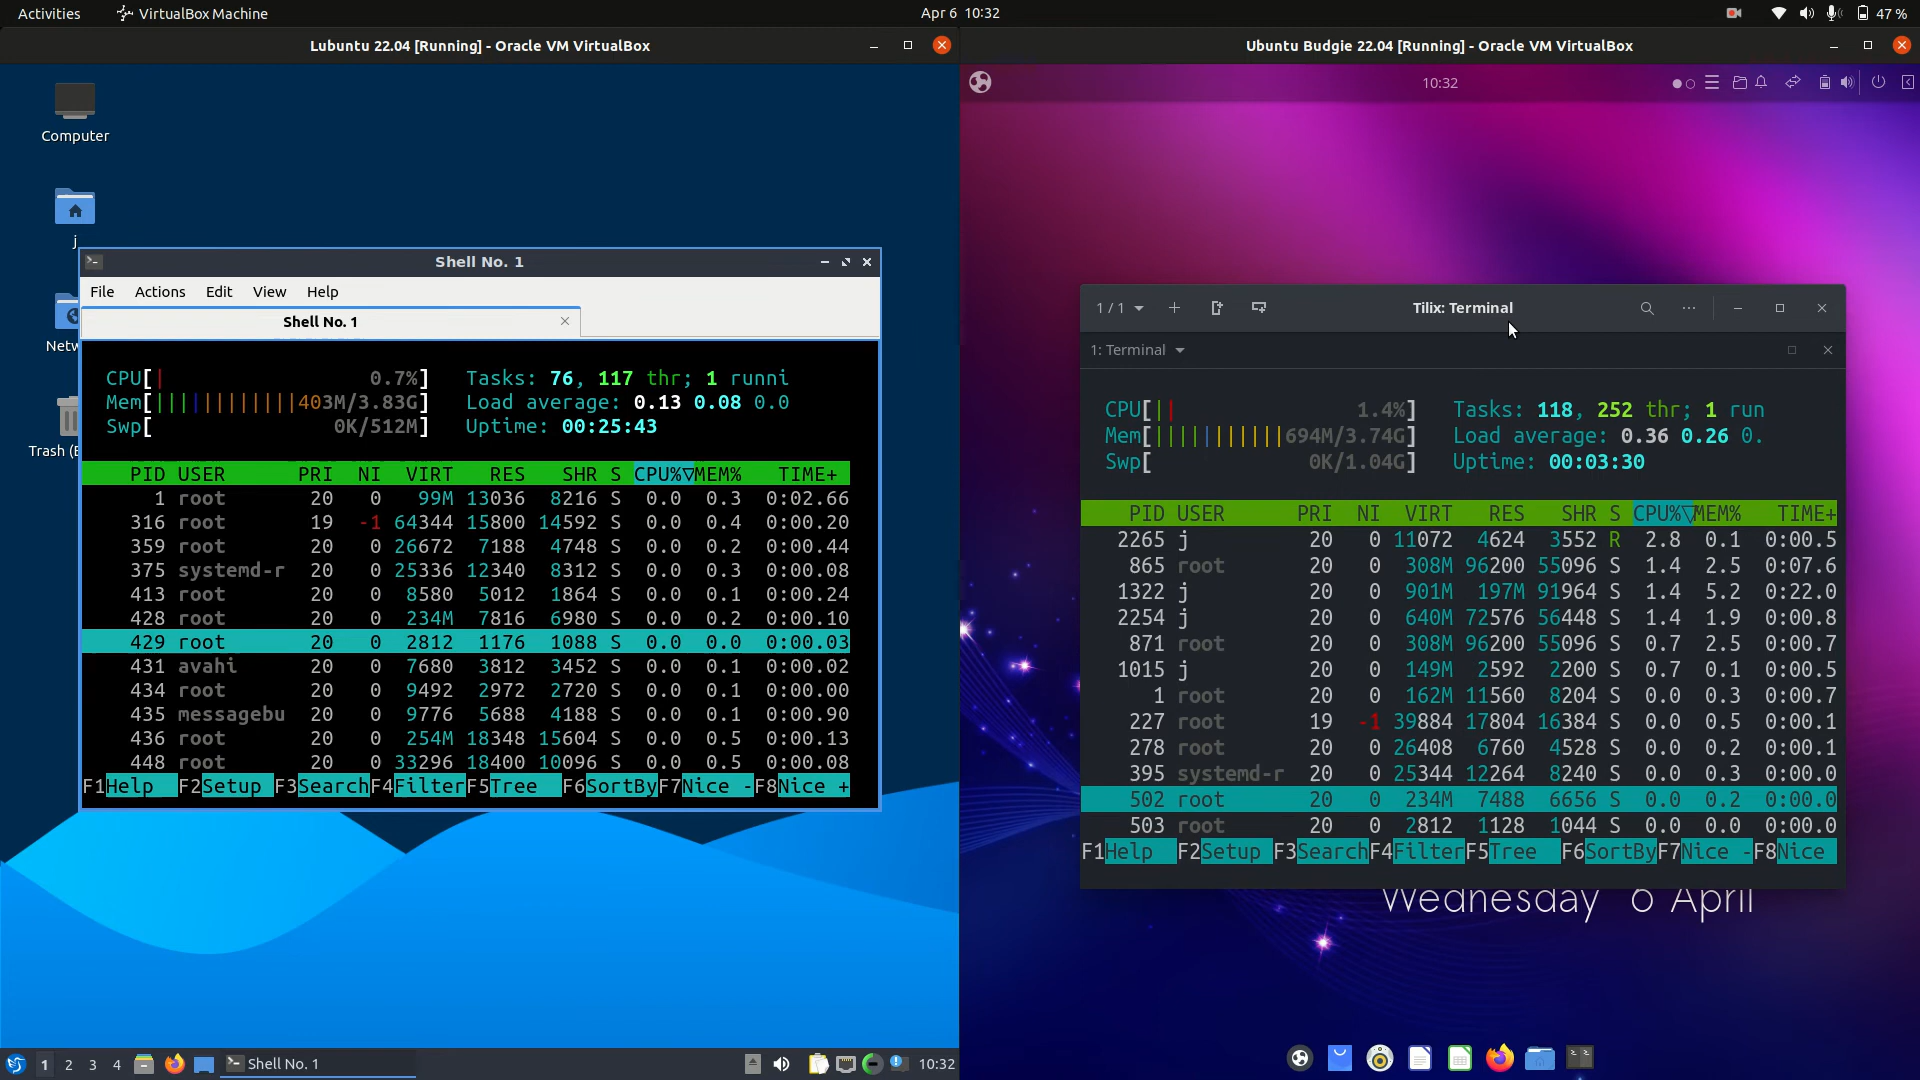 Activities VirtualBox Machine Apr 6 10:32 47 %
Lubuntu 22.04 [Running] - Oracle VM VirtualBox
Computer
j
Trash (E
Shell No. 1
File Actions Edit View Help
Shell No. 1
CPU[| 0.7%] Tasks: 76, 117 thr; 1 runni
Mem[||||||||||||403M/3.83G] Load average: 0.13 0.08 0.0
Swp[ 0K/512M] Uptime: 00:25:43
PID USER PRI NI VIRT RES SHR S CPU%▽MEM% TIME+
1 root 20 0 99M 13036 8216 S 0.0 0.3 0:02.66
316 root 19 -1 64344 15800 14592 S 0.0 0.4 0:00.20
359 root 20 0 26672 7188 4748 S 0.0 0.2 0:00.44
375 systemd-r 20 0 25336 12340 8312 S 0.0 0.3 0:00.08
413 root 20 0 8580 5012 1864 S 0.0 0.1 0:00.24
428 root 20 0 234M 7816 6980 S 0.0 0.2 0:00.10
429 root 20 0 2812 1176 1088 S 0.0 0.0 0:00.03
431 avahi 20 0 7680 3812 3452 S 0.0 0.1 0:00.02
434 root 20 0 9492 2972 2720 S 0.0 0.1 0:00.00
435 messagebu 20 0 9776 5688 4188 S 0.0 0.1 0:00.90
436 root 20 0 254M 18348 15604 S 0.0 0.5 0:00.13
448 root 20 0 33296 18400 10096 S 0.0 0.5 0:00.08
F1Help F2Setup F3SearchF4FilterF5Tree F6SortByF7Nice -F8Nice +
1 2 3 4 Shell No. 1 10:32
Ubuntu Budgie 22.04 [Running] - Oracle VM VirtualBox
10:32
1 / 1 Tilix: Terminal
1: Terminal
CPU[|| 1.4%] Tasks: 118, 252 thr; 1 run
Mem[|||||||||||694M/3.74G] Load average: 0.36 0.26 0.
Swp[ 0K/1.04G] Uptime: 00:03:30
PID USER PRI NI VIRT RES SHR S CPU%▽MEM% TIME+
2265 j 20 0 11072 4624 3552 R 2.8 0.1 0:00.5
865 root 20 0 308M 96200 55096 S 1.4 2.5 0:07.6
1322 j 20 0 901M 197M 91964 S 1.4 5.2 0:22.0
2254 j 20 0 640M 72576 56448 S 1.4 1.9 0:00.8
871 root 20 0 308M 96200 55096 S 0.7 2.5 0:00.7
1015 j 20 0 149M 2592 2200 S 0.7 0.1 0:00.5
1 root 20 0 162M 11560 8204 S 0.0 0.3 0:00.7
227 root 19 -1 39884 17804 16384 S 0.0 0.5 0:00.1
278 root 20 0 26408 6760 4528 S 0.0 0.2 0:00.1
395 systemd-r 20 0 25344 12264 8240 S 0.0 0.3 0:00.0
502 root 20 0 234M 7488 6656 S 0.0 0.2 0:00.0
503 root 20 0 2812 1128 1044 S 0.0 0.0 0:00.0
F1Help F2Setup F3SearchF4FilterF5Tree F6SortByF7Nice -F8Nice
Wednesday 6 April